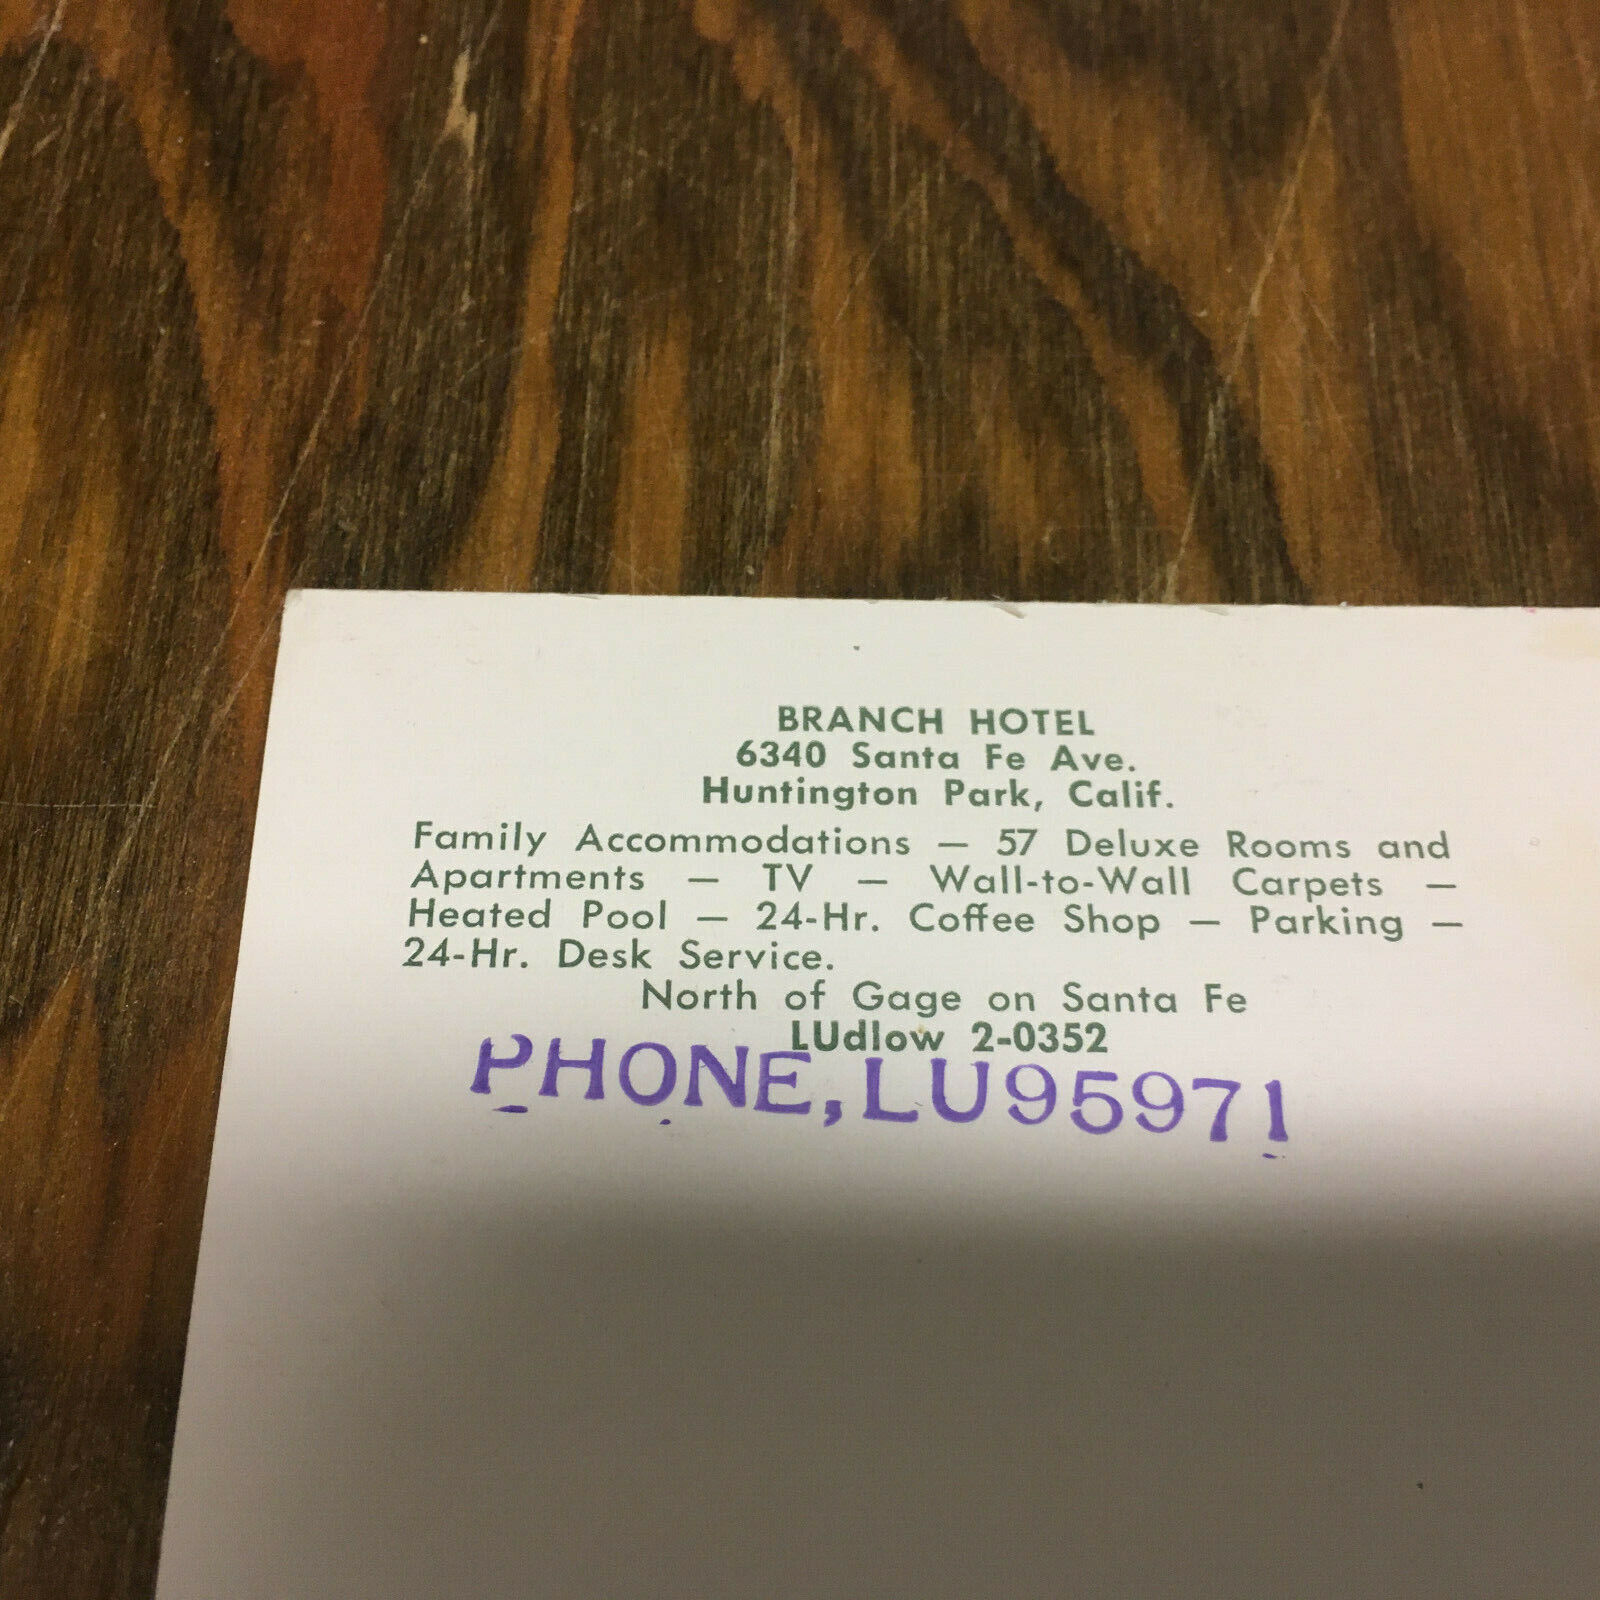 BRANCH HOTEL
6340 Santa Fe Ave.
Huntington Park, Calif.
Family Accommodations — 57 Deluxe Rooms and
Apartments — TV — Wall-to-Wall Carpets —
Heated Pool — 24-Hr. Coffee Shop — Parking —
24-Hr. Desk Service.
North of Gage on Santa Fe
LUdlow 2-0352
PHONE, LU95971